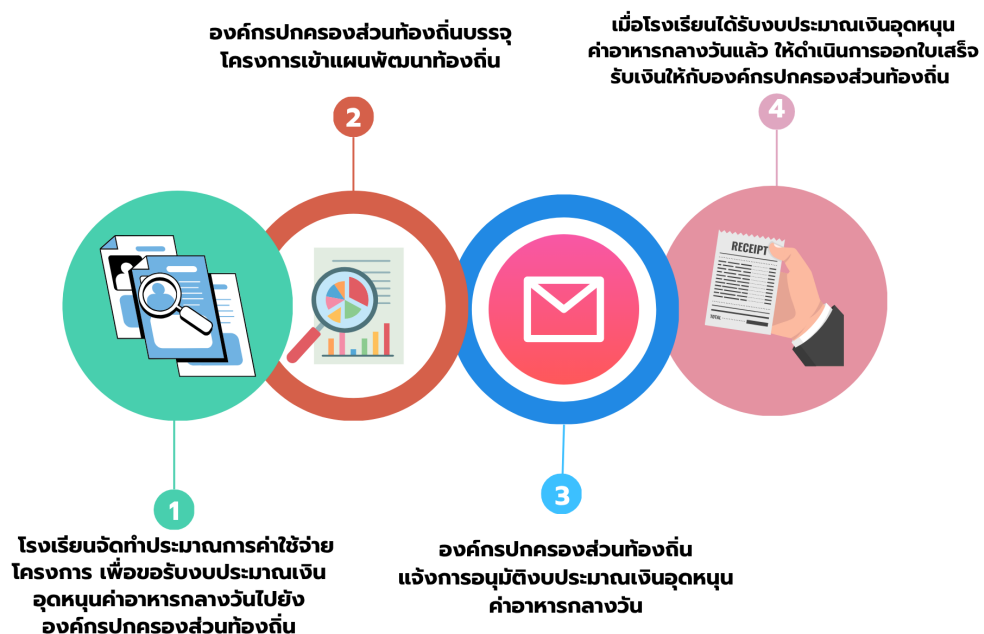 1
โรงเรียนจัดทำประมาณการค่าใช้จ่าย
โครงการ เพื่อขอรับงบประมาณเงิน
อุดหนุนค่าอาหารกลางวันไปยัง
องค์กรปกครองส่วนท้องถิ่น
องค์กรปกครองส่วนท้องถิ่นบรรจุ
โครงการเข้าแผนพัฒนาท้องถิ่น
2
3
องค์กรปกครองส่วนท้องถิ่น
แจ้งการอนุมัติงบประมาณเงินอุดหนุน
ค่าอาหารกลางวัน
เมื่อโรงเรียนได้รับงบประมาณเงินอุดหนุน
ค่าอาหารกลางวันแล้ว ให้ดำเนินการออกใบเสร็จ
รับเงินให้กับองค์กรปกครองส่วนท้องถิ่น
4
RECEIPT
TOTAL